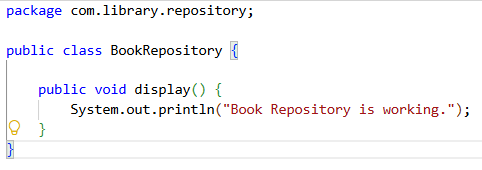 package com.library.repository;
public class BookRepository {
public void display() {
System.out.println("Book Repository is working.");
}
}